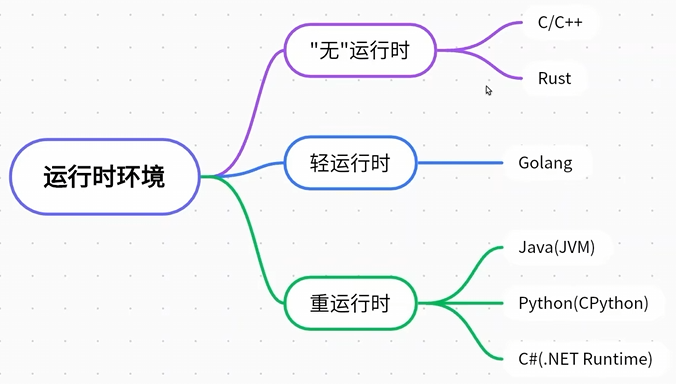 运行时环境
"无"运行时
C/C++
Rust
轻运行时
Golang
重运行时
Java(JVM)
Python(CPython)
C#(.NET Runtime)